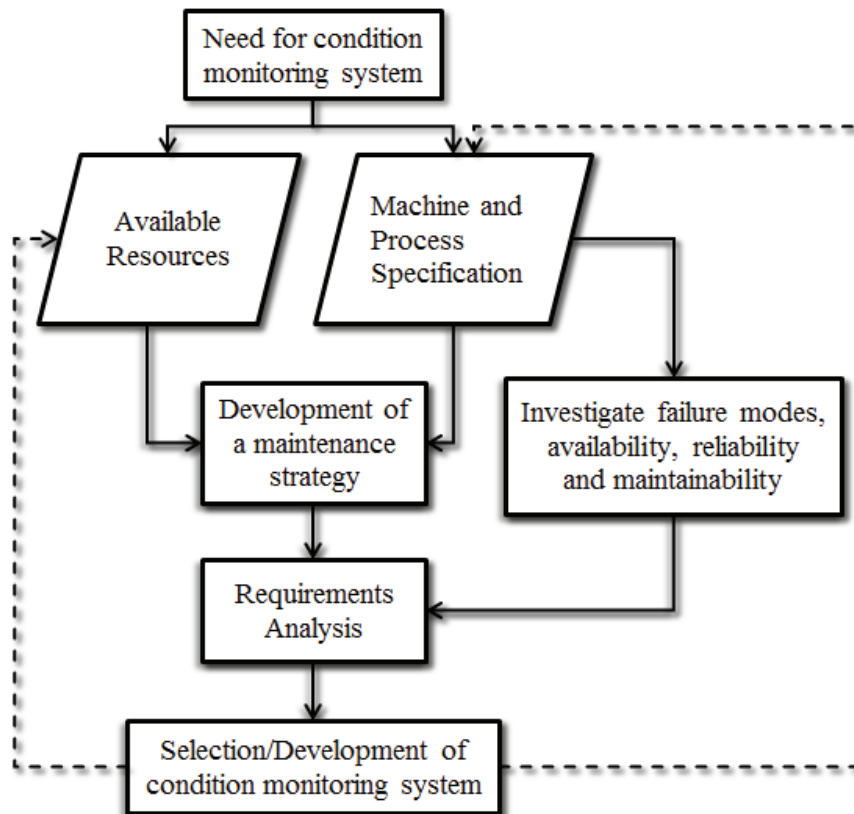 Need for condition
monitoring system
Available
Resources
Machine and
Process
Specification
Development of
a maintenance
strategy
Investigate failure modes,
availability, reliability
and maintainability
Requirements
Analysis
Selection/Development of
condition monitoring system